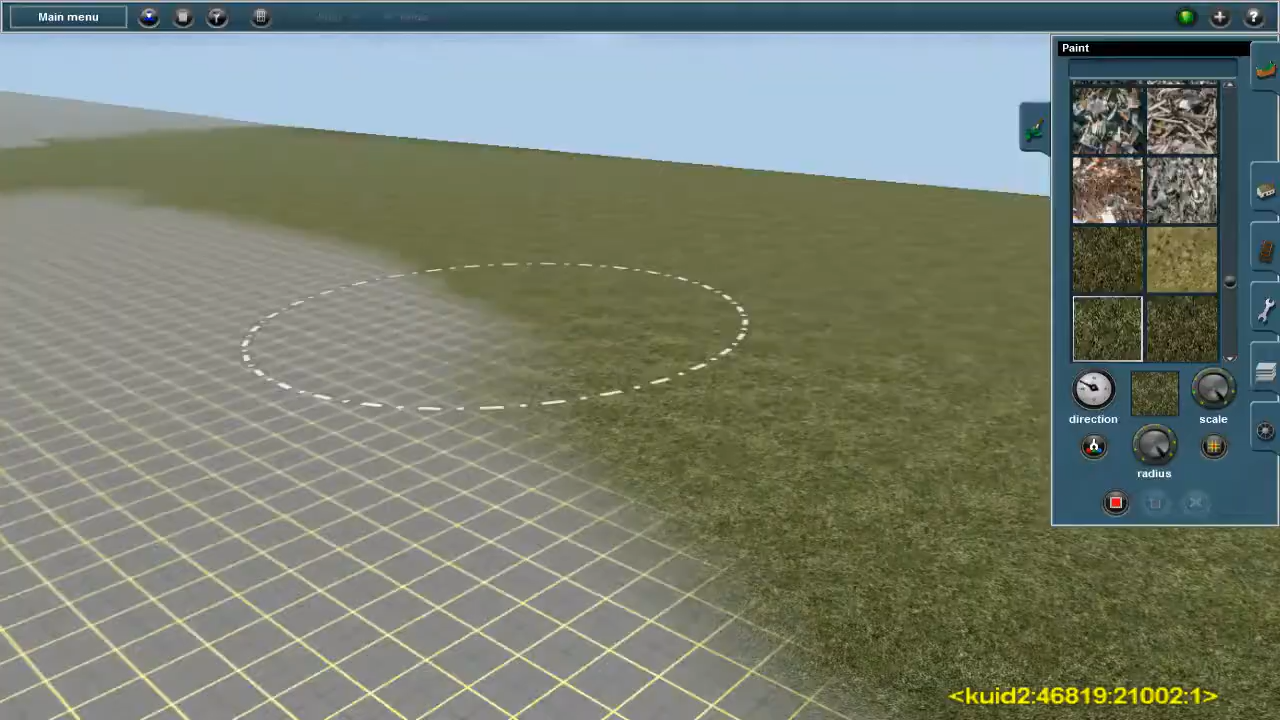 Main menu
Paint
direction
scale
radius
<kuid2:46819:21002:1>